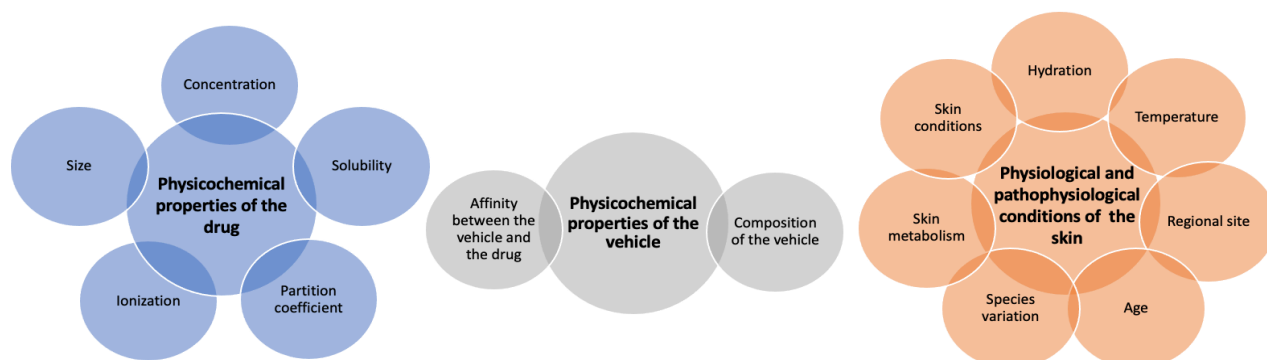 Concentration
Size
Solubility
Physicochemical
properties of the
drug
Ionization
Partition
coefficient
Affinity
between the
vehicle and
the drug
Physicochemical
properties of the
vehicle
Composition
of the vehicle
Hydration
Skin
conditions
Temperature
Physiological and
pathophysiological
conditions of the
skin
Skin
metabolism
Regional site
Species
variation
Age